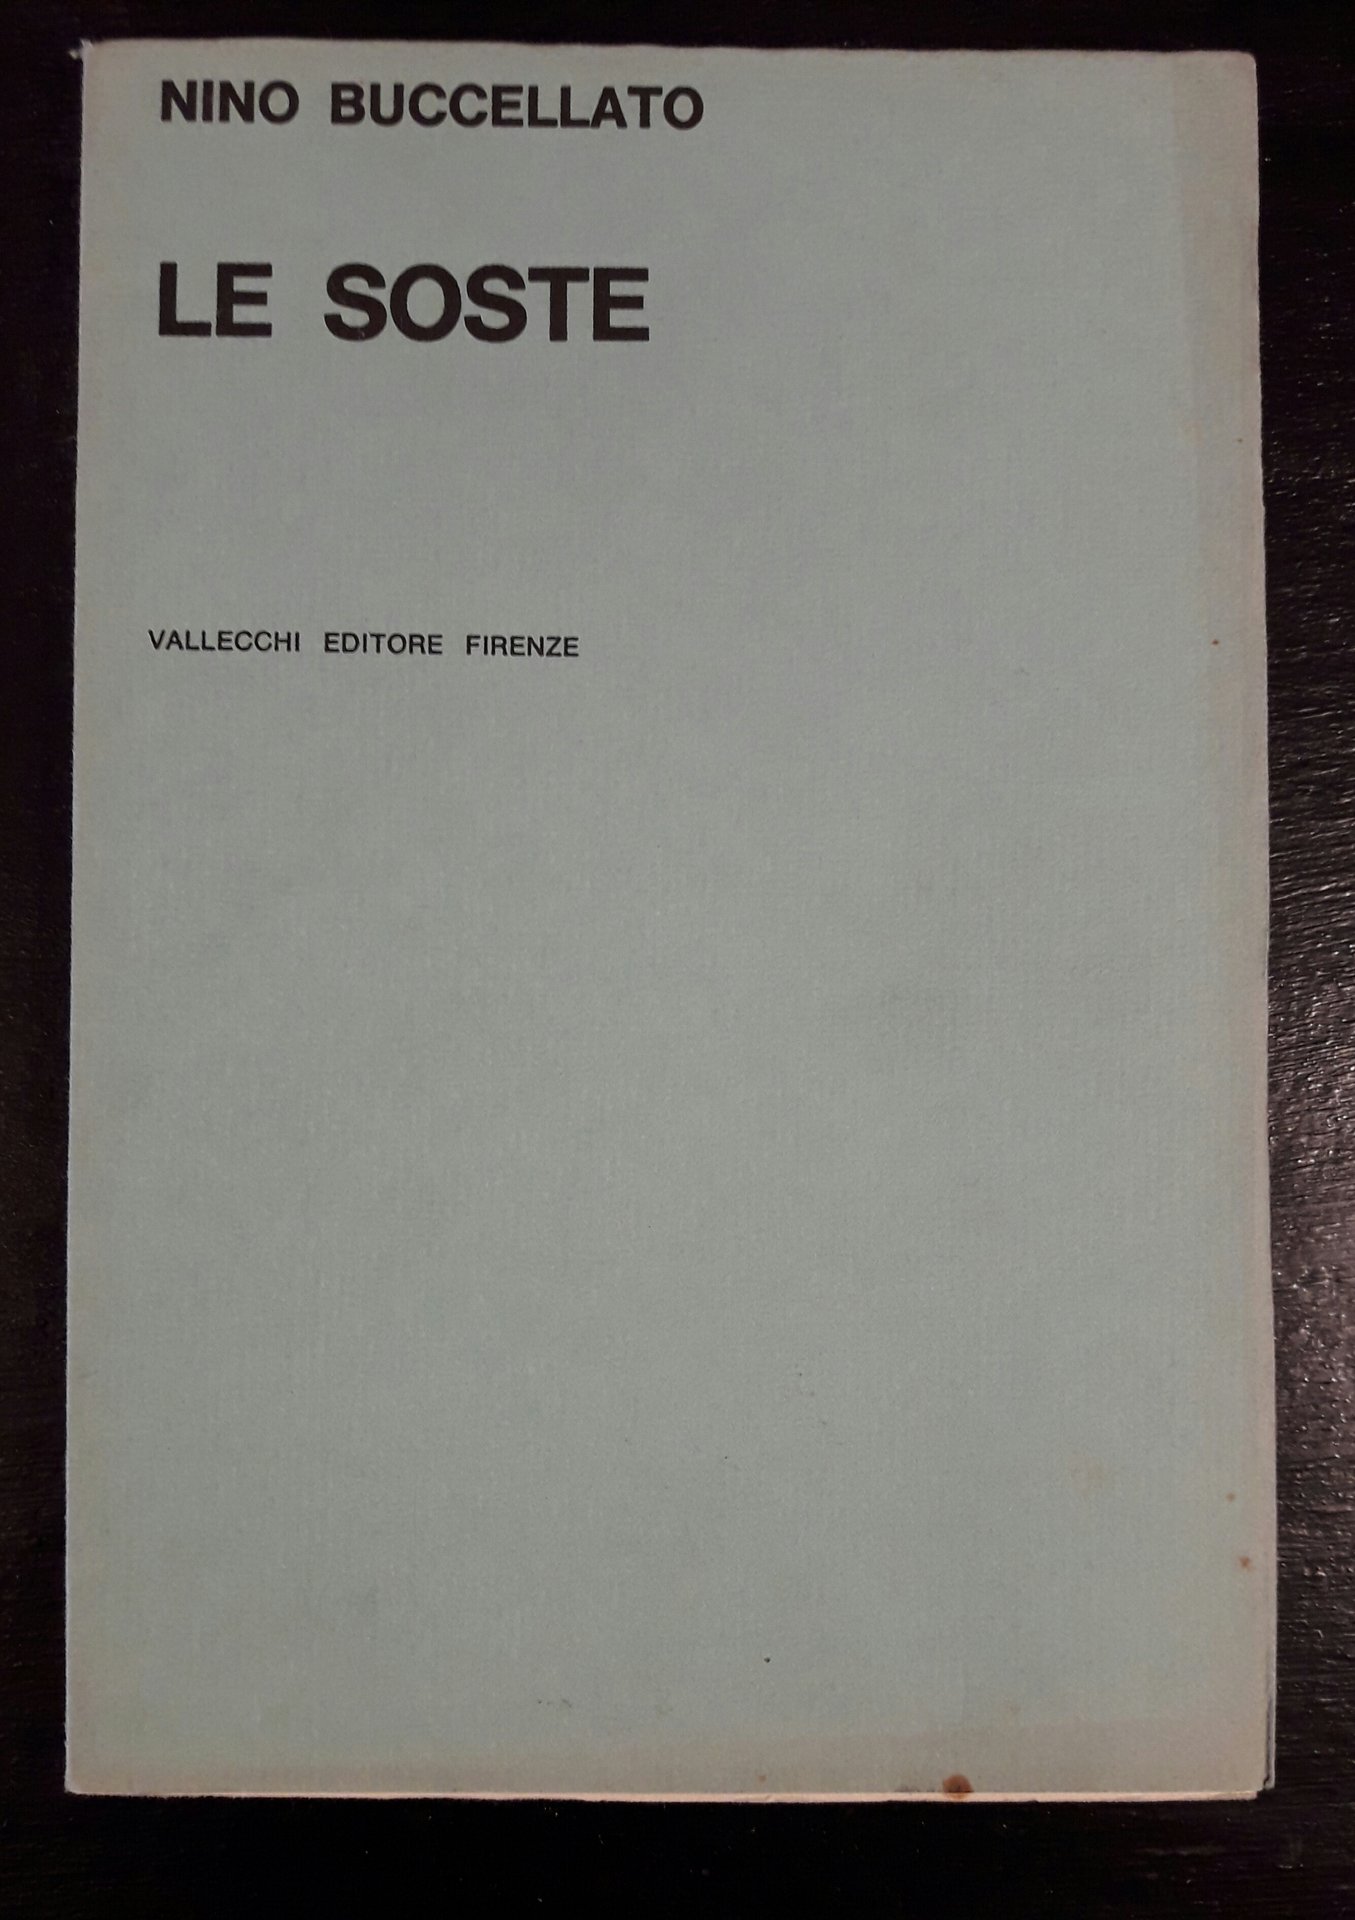 NINO BUCCELLATO
LE SOSTE
VALLECCHI EDITORE FIRENZE